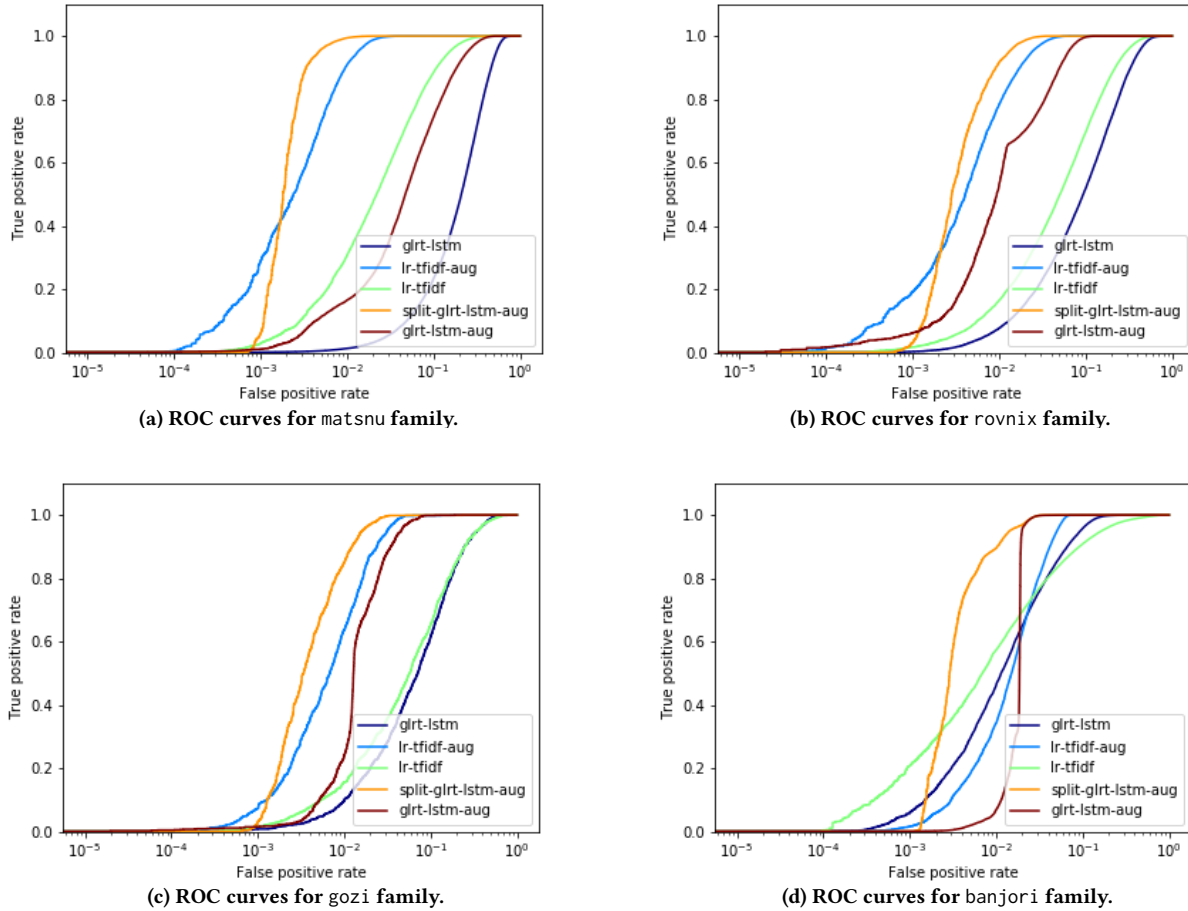 1.0
0.8
0.6
0.4
0.2
0.0
True positive rate
glrt-lstm
lr-tfidf-aug
lr-tfidf
split-glrt-lstm-aug
glrt-lstm-aug
10⁻⁵ 10⁻⁴ 10⁻³ 10⁻² 10⁻¹ 10⁰
False positive rate
(a) ROC curves for matsnu family.
1.0
0.8
0.6
0.4
0.2
0.0
True positive rate
glrt-lstm
lr-tfidf-aug
lr-tfidf
split-glrt-lstm-aug
glrt-lstm-aug
10⁻⁵ 10⁻⁴ 10⁻³ 10⁻² 10⁻¹ 10⁰
False positive rate
(b) ROC curves for rovnix family.
1.0
0.8
0.6
0.4
0.2
0.0
True positive rate
glrt-lstm
lr-tfidf-aug
lr-tfidf
split-glrt-lstm-aug
glrt-lstm-aug
10⁻⁵ 10⁻⁴ 10⁻³ 10⁻² 10⁻¹ 10⁰
False positive rate
(c) ROC curves for gozi family.
1.0
0.8
0.6
0.4
0.2
0.0
True positive rate
glrt-lstm
lr-tfidf-aug
lr-tfidf
split-glrt-lstm-aug
glrt-lstm-aug
10⁻⁵ 10⁻⁴ 10⁻³ 10⁻² 10⁻¹ 10⁰
False positive rate
(d) ROC curves for banjori family.